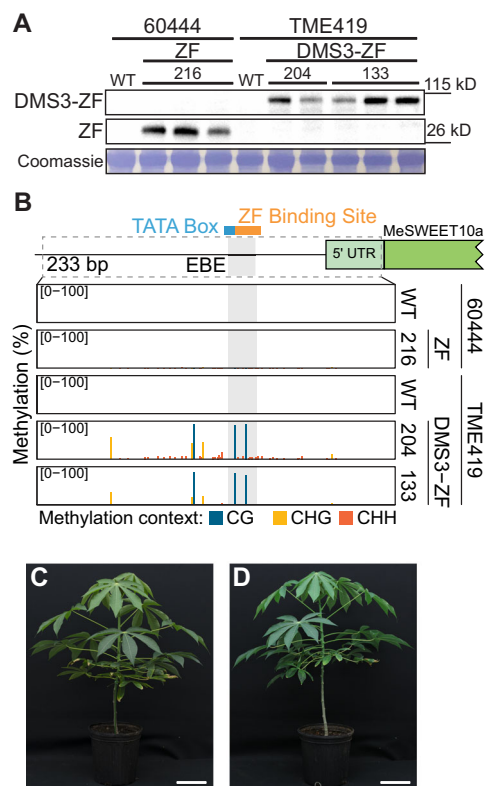 A
60444 TME419
ZF DMS3-ZF
WT 216 WT 204 133
115 kD
DMS3-ZF
ZF
26 kD
Coomassie
B
TATA Box ZF Binding Site
MeSWEET10a
5' UTR
233 bp EBE
Methylation (%)
[0–100] WT
[0–100] 216 ZF 60444
[0–100] WT
[0–100] 204
[0–100] 133 DMS3–ZF TME419
Methylation context: CG CHG CHH
C D